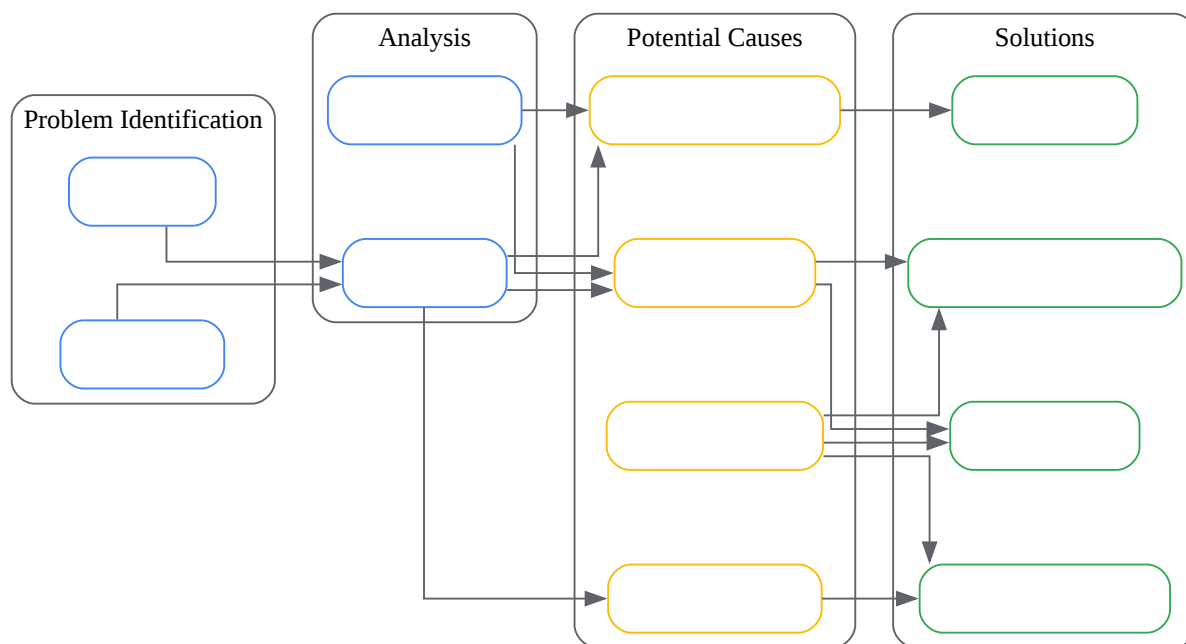 Analysis
Potential Causes
Solutions
Problem Identification